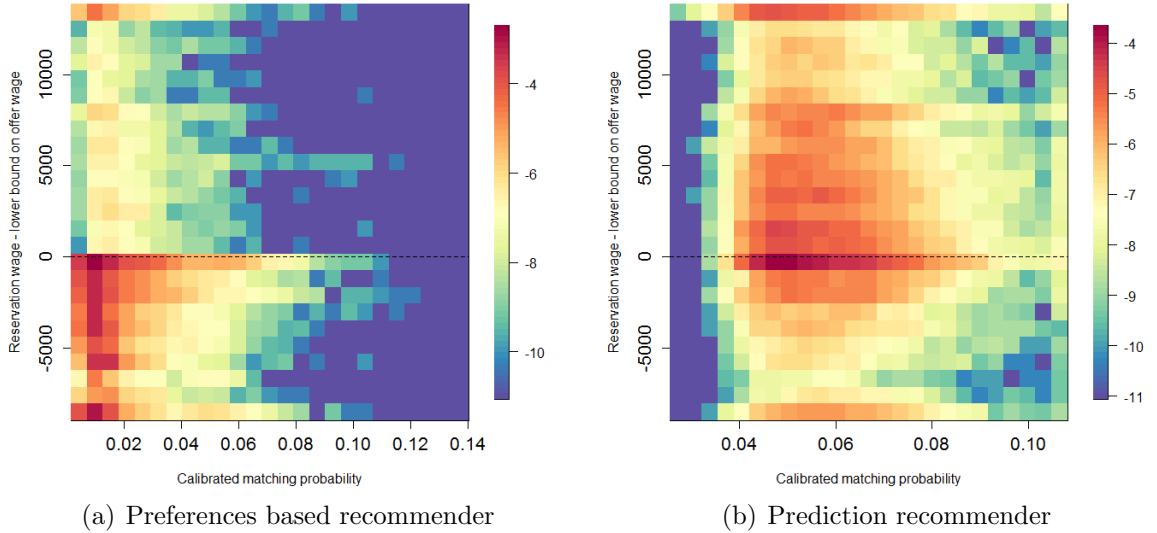 Reservation wage - lower bound on offer wage
10000
5000
0
-5000
0.02 0.04 0.06 0.08 0.10 0.12 0.14
Calibrated matching probability
-4
-6
-8
-10
(a) Preferences based recommender
Reservation wage - lower bound on offer wage
10000
5000
0
-5000
0.04 0.06 0.08 0.10
Calibrated matching probability
-4
-5
-6
-7
-8
-9
-10
-11
(b) Prediction recommender